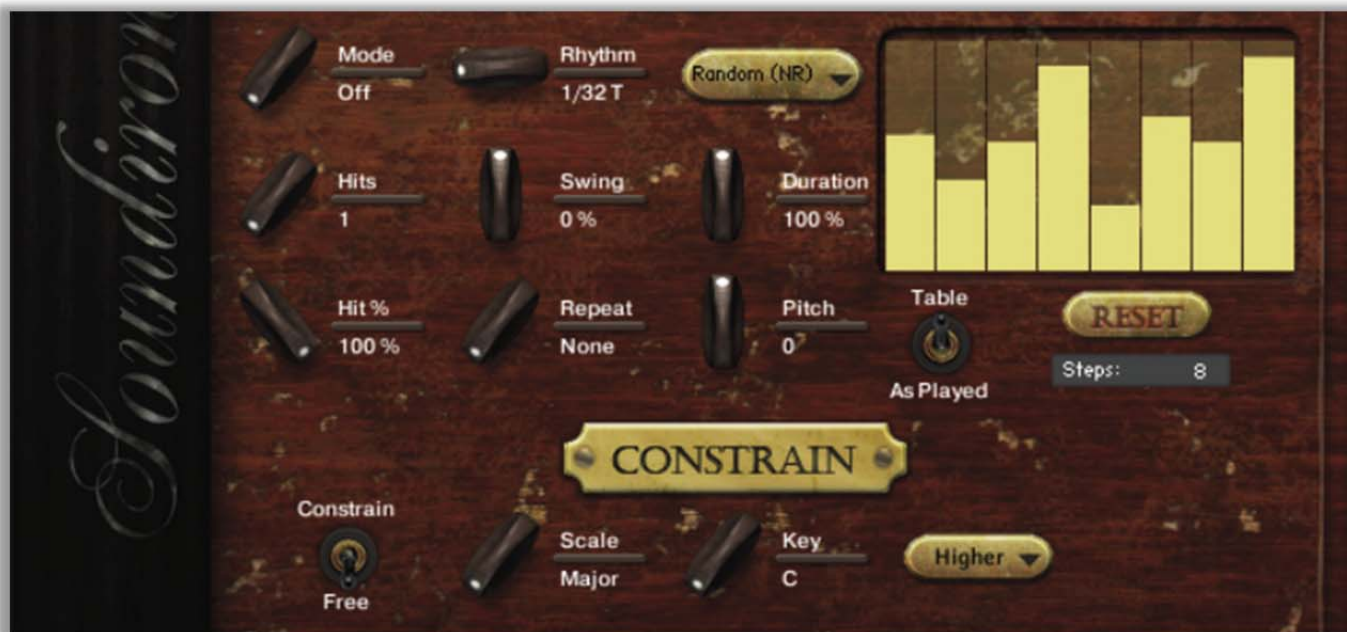 Soundiron
Mode
Off
Rhythm
1/32 T
Random (NR)
Hits
1
Swing
0 %
Duration
100 %
Hit %
100 %
Repeat
None
Pitch
0
Table
As Played
RESET
Steps: 8
CONSTRAIN
Constrain
Free
Scale
Major
Key
C
Higher